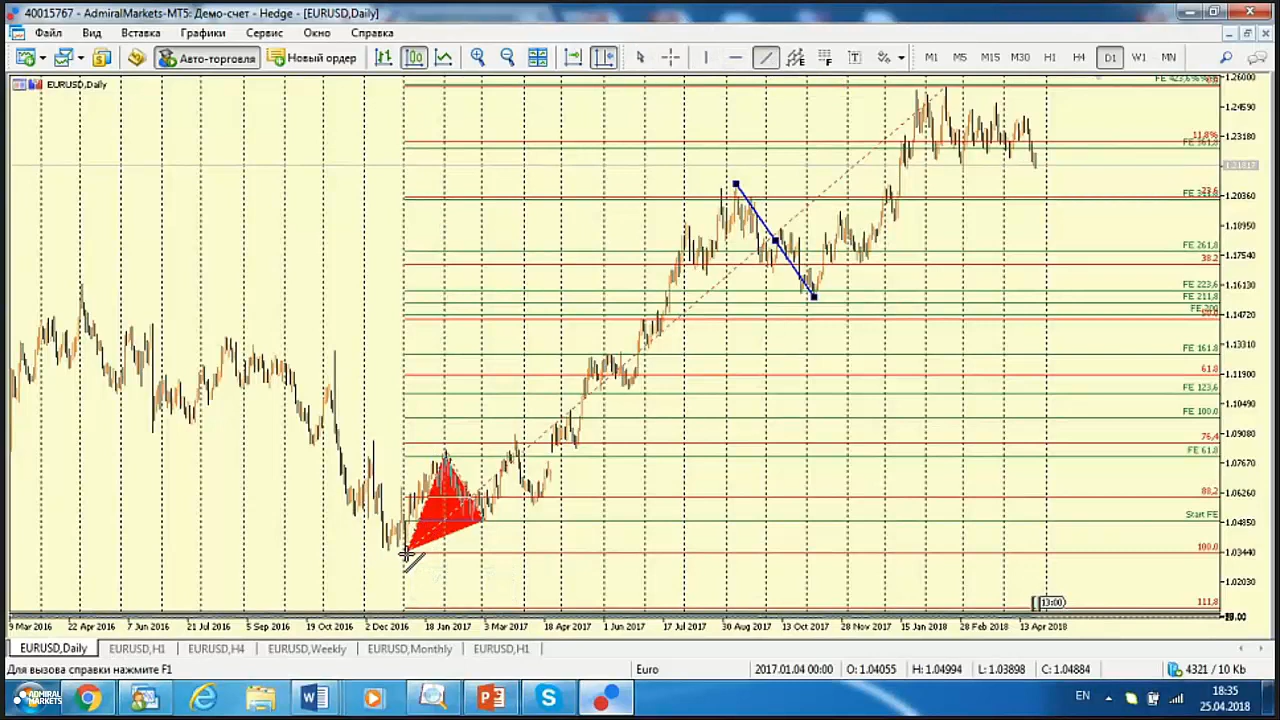 40015767 - AdmiralMarkets-MT5: Демо-счет - Hedge - [EURUSD,Daily]
Файл Вид Вставка Графики Сервис Окно Справка
Авто-торговля Новый ордер M1 M5 M15 M30 H1 H4 D1 W1 MN
EURUSD,Daily
1.26000
1.24590
11,8%
1.23180
1.20360
FE 261,8
1.18950
38.2
1.17540
FE 223,6
1.16130
FE 211,8
FE 200
1.14720
FE 161,8
1.13310
61.8
1.11900
FE 123,6
1.10490
FE 100.0
76,4
1.09080
FE 61.8
1.07670
88,2
1.06260
Start FE
1.04850
100.0
1.03440
1.02030
111,8
13:00
9 Mar 2016 22 Apr 2016 7 Jun 2016 21 Jul 2016 5 Sep 2016 19 Oct 2016 2 Dec 2016 18 Jan 2017 3 Mar 2017 18 Apr 2017 1 Jun 2017 17 Jul 2017 30 Aug 2017 13 Oct 2017 28 Nov 2017 15 Jan 2018 28 Feb 2018 13 Apr 2018
EURUSD,Daily EURUSD,H1 EURUSD,H4 EURUSD,Weekly EURUSD,Monthly EURUSD,H1
Для вызова справки нажмите F1 Euro 2017.01.04 00:00 O: 1.04055 H: 1.04994 L: 1.03898 C: 1.04884 4321 / 10 Kb
ADMIRAL MARKETS EN 18:35
25.04.2018